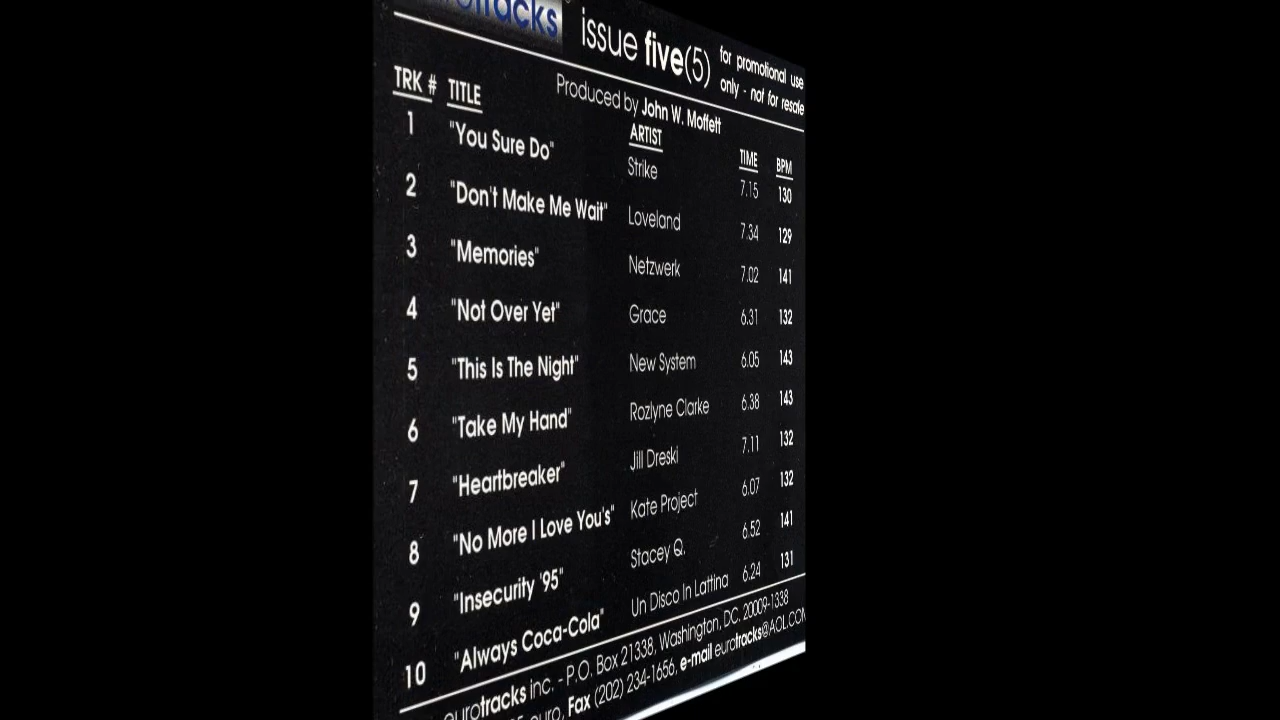 tracks issue five(5) for promotional use
only - not for resale
Produced by John W. Moffett
TRK # TITLE ARTIST TIME BPM
1 "You Sure Do" Strike 7.15 130
2 "Don't Make Me Wait" Loveland 7.34 129
3 "Memories" Netzwerk 7.02 141
4 "Not Over Yet" Grace 6.31 132
5 "This Is The Night" New System 6.05 143
6 "Take My Hand" Rozlyne Clarke 6.38 143
7 "Heartbreaker" Jill Dreski 7.11 132
8 "No More I Love You's" Kate Project 6.07 132
9 "Insecurity '95" Stacey Q. 6.52 141
10 "Always Coca-Cola" Un Disco In Lattina 6.24 131
eurotracks inc. - P.O. Box 21338, Washington, DC. 20009-1338
euro, Fax (202) 234-1656, e-mail eurotracks@AOL.COM